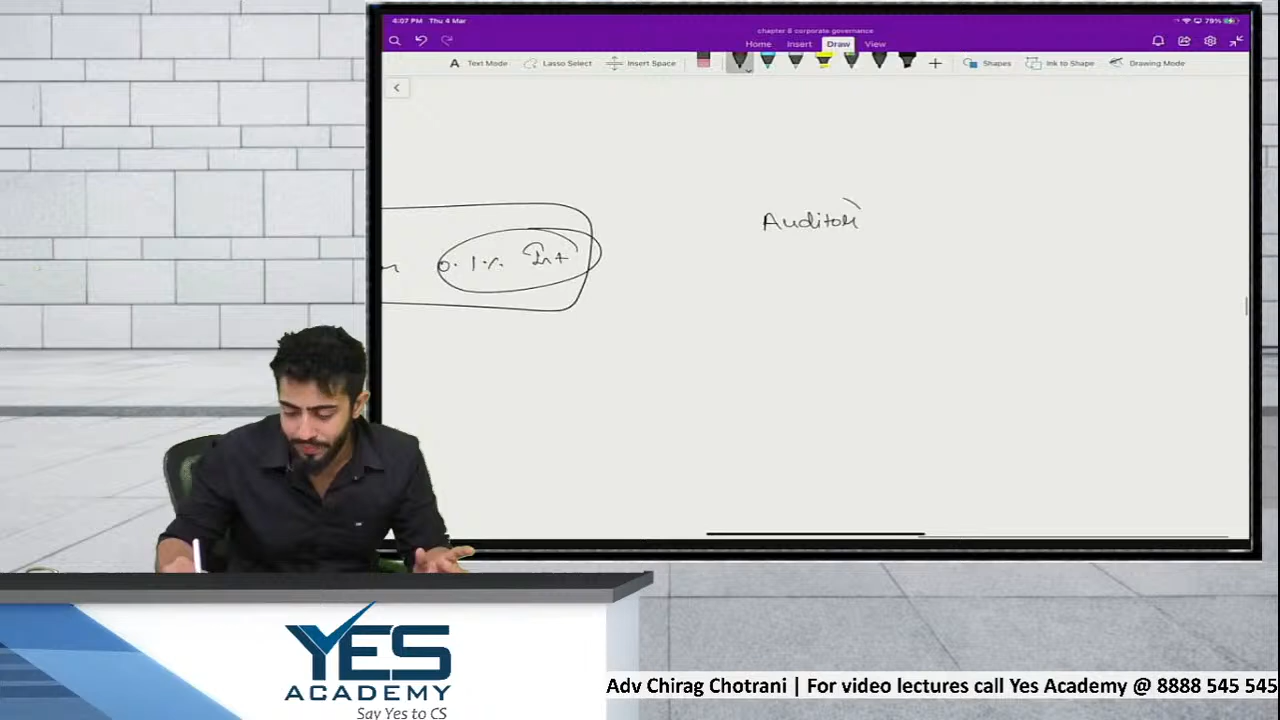 4:07 PM Thu 4 Mar
79%
chapter 8 corporate governance
Home Insert Draw View
Text Mode Lasso Select Insert Space Shapes Ink to Shape Drawing Mode
Auditor
0.1% Int
YES
ACADEMY
Say Yes to CS
Adv Chirag Chotrani | For video lectures call Yes Academy @ 8888 545 545